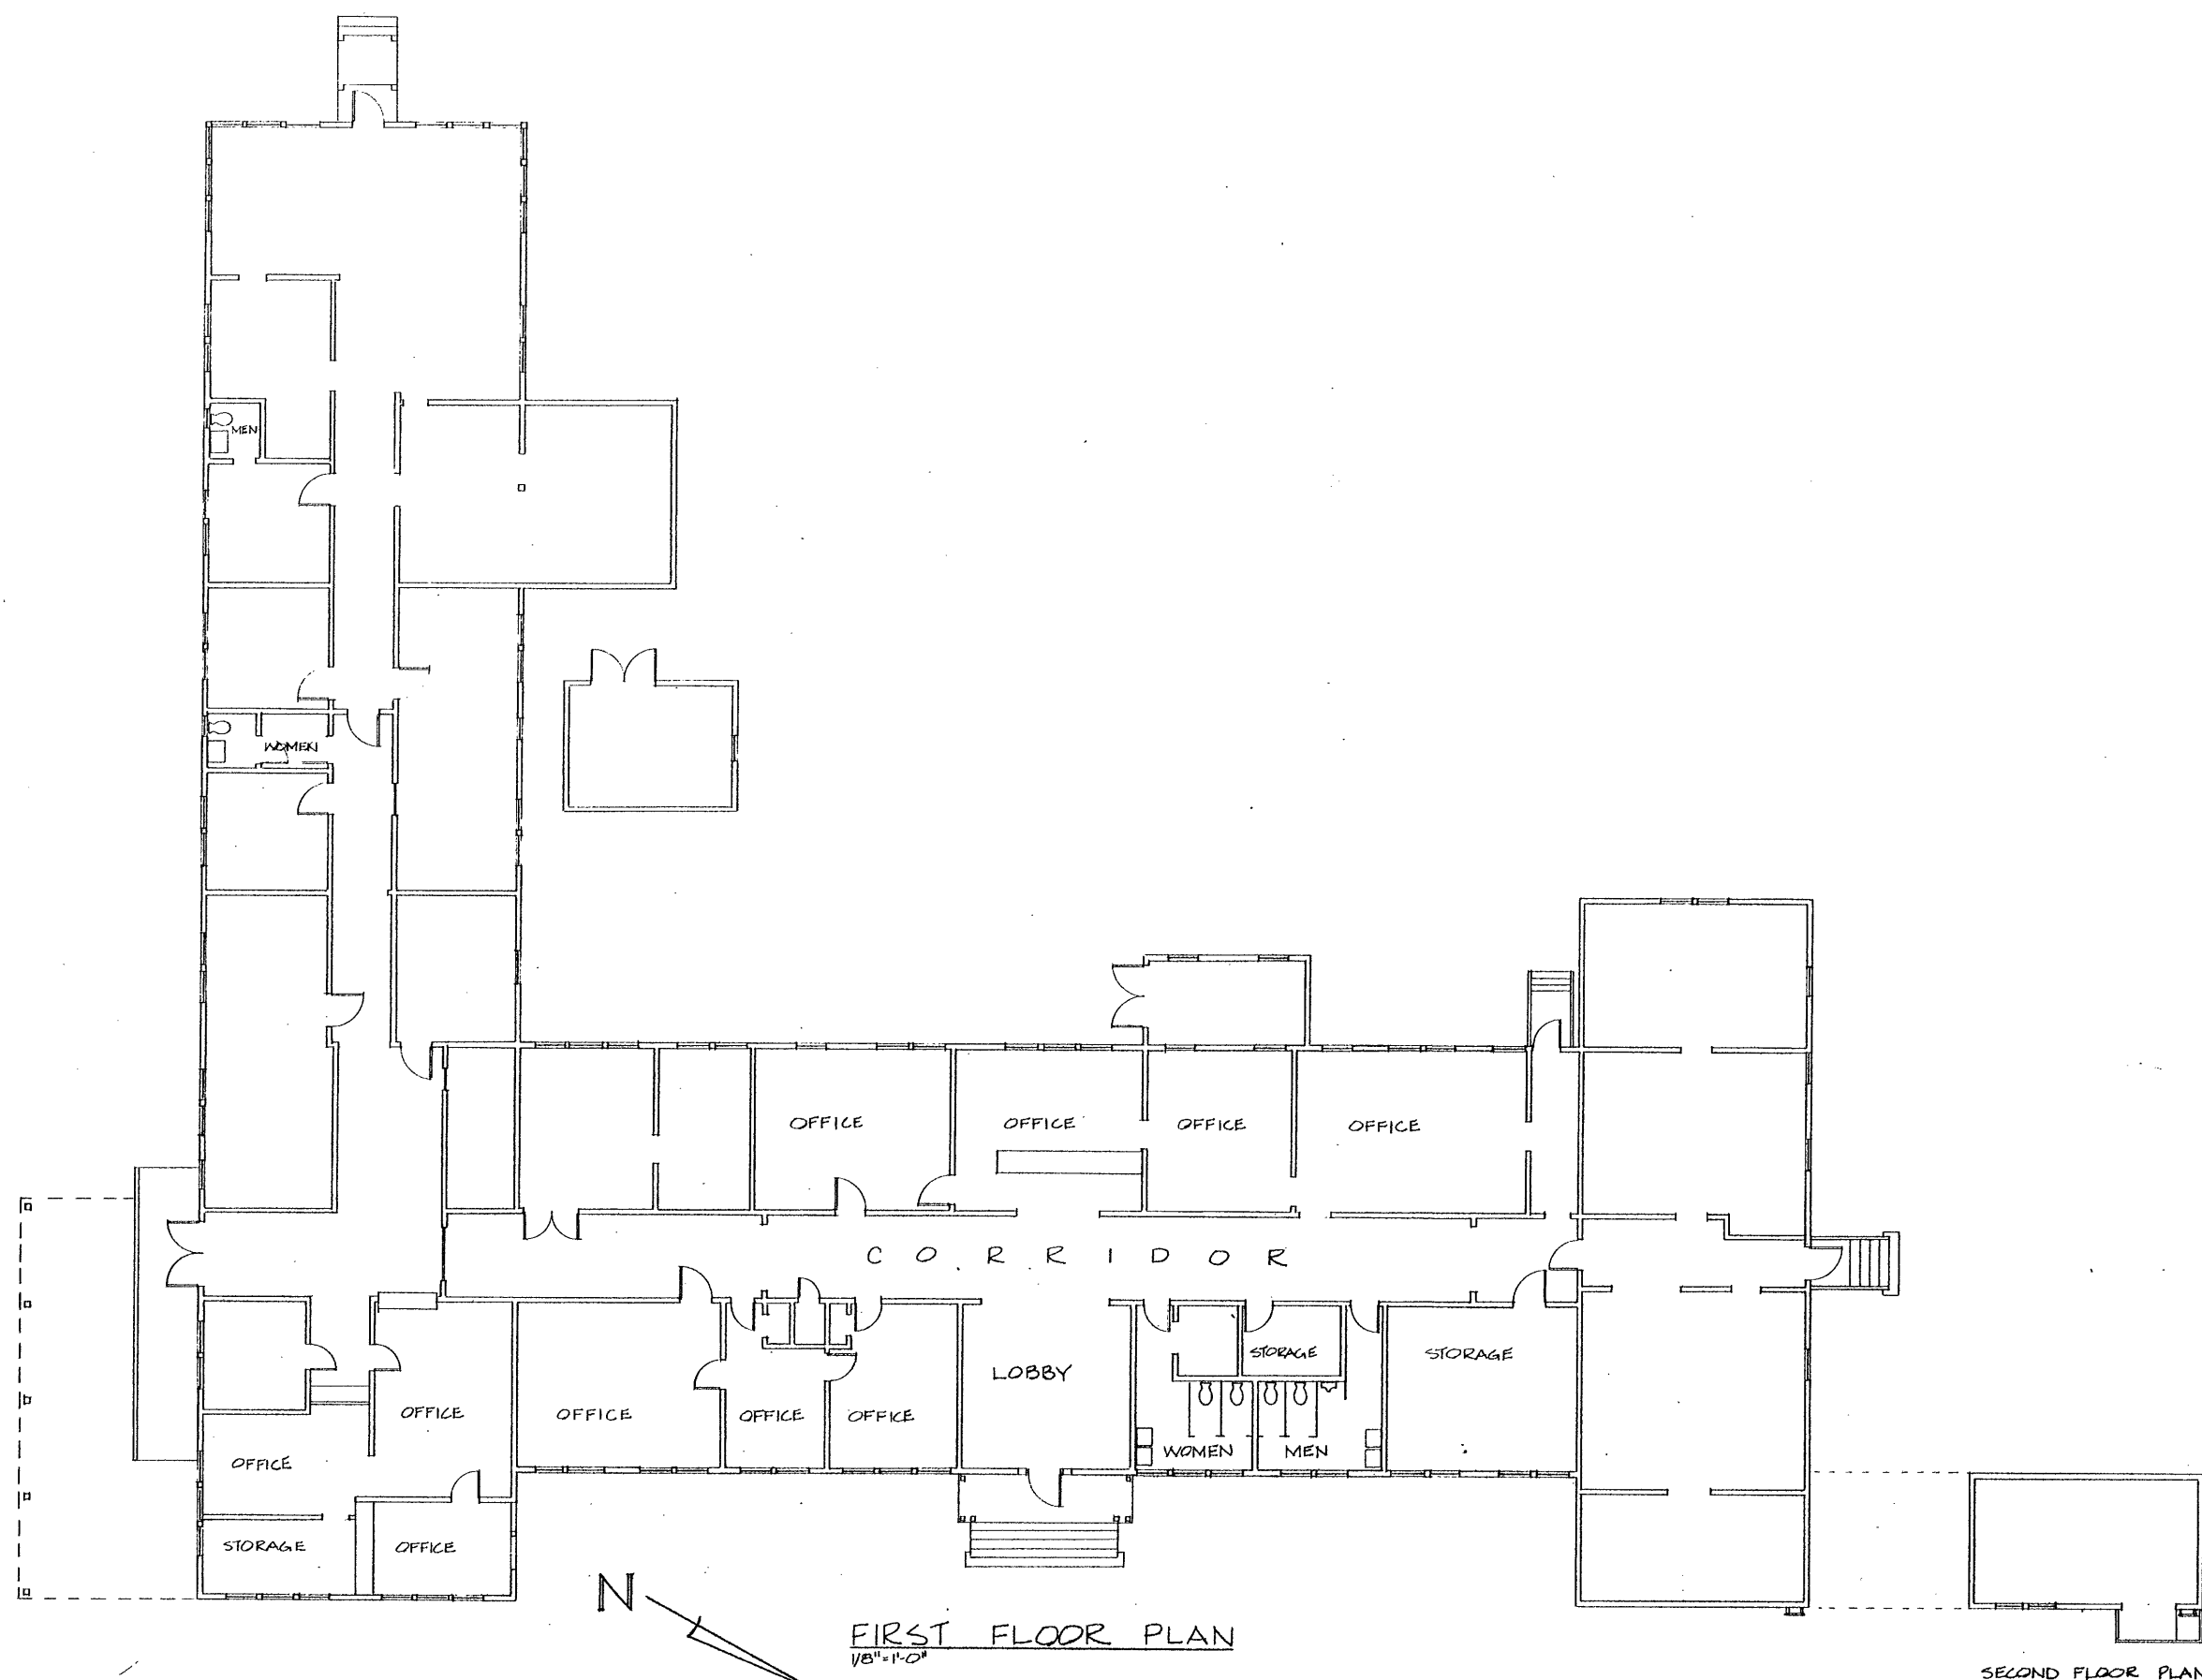 MEN
WOMEN
OFFICE
OFFICE
OFFICE
OFFICE
CORRIDOR
STORAGE
STORAGE
LOBBY
OFFICE
OFFICE
OFFICE
OFFICE
WOMEN
MEN
OFFICE
STORAGE
OFFICE
N
FIRST FLOOR PLAN
1/8"=1'-0"
SECOND FLOOR PLAN